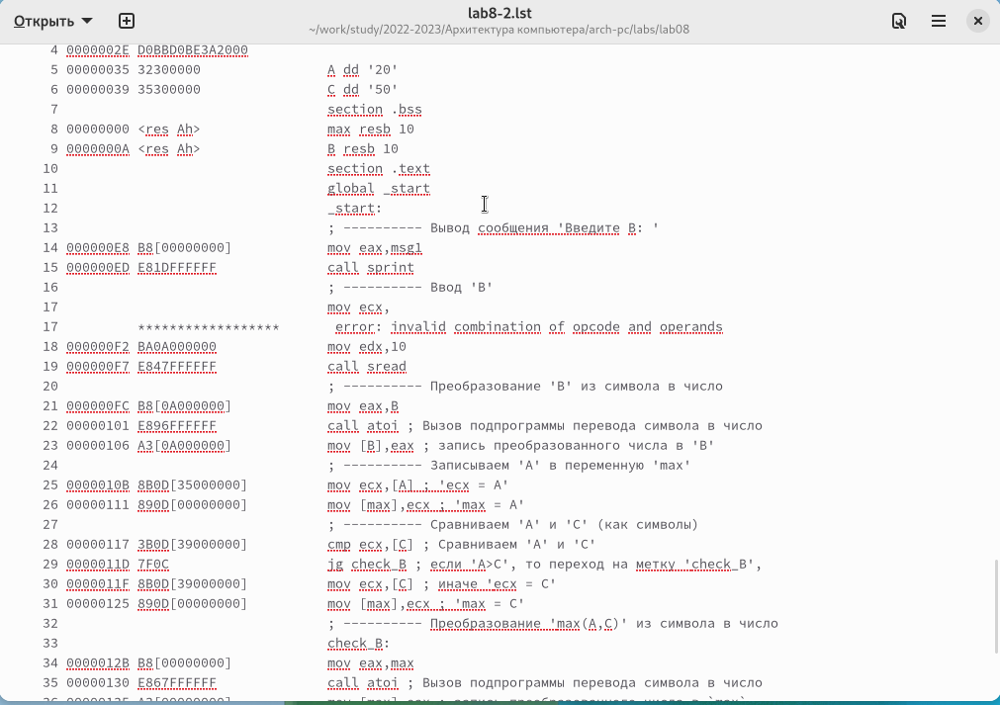 Открыть
lab8-2.lst
~/work/study/2022-2023/Архитектура компьютера/arch-pc/labs/lab08
4 0000002E D0BBD0BE3A2000
5 00000035 32300000 A dd '20'
6 00000039 35300000 C dd '50'
7 section .bss
8 00000000 <res Ah> max resb 10
9 0000000A <res Ah> B resb 10
10 section .text
11 global _start
12 _start:
13 ; ---------- Вывод сообщения 'Введите B: '
14 000000E8 B8[00000000] mov eax,msg1
15 000000ED E81DFFFFFF call sprint
16 ; ---------- Ввод 'B'
17 mov ecx,
17 ****************** error: invalid combination of opcode and operands
18 000000F2 BA0A000000 mov edx,10
19 000000F7 E847FFFFFF call sread
20 ; ---------- Преобразование 'B' из символа в число
21 000000FC B8[0A000000] mov eax,B
22 00000101 E896FFFFFF call atoi ; Вызов подпрограммы перевода символа в число
23 00000106 A3[0A000000] mov [B],eax ; запись преобразованного числа в 'B'
24 ; ---------- Записываем 'A' в переменную 'max'
25 0000010B 8B0D[35000000] mov ecx,[A] ; 'ecx = A'
26 00000111 890D[00000000] mov [max],ecx ; 'max = A'
27 ; ---------- Сравниваем 'A' и 'C' (как символы)
28 00000117 3B0D[39000000] cmp ecx,[C] ; Сравниваем 'A' и 'C'
29 0000011D 7F0C jg check_B ; если 'A>C', то переход на метку 'check_B',
30 0000011F 8B0D[39000000] mov ecx,[C] ; иначе 'ecx = C'
31 00000125 890D[00000000] mov [max],ecx ; 'max = C'
32 ; ---------- Преобразование 'max(A,C)' из символа в число
33 check_B:
34 0000012B B8[00000000] mov eax,max
35 00000130 E867FFFFFF call atoi ; Вызов подпрограммы перевода символа в число